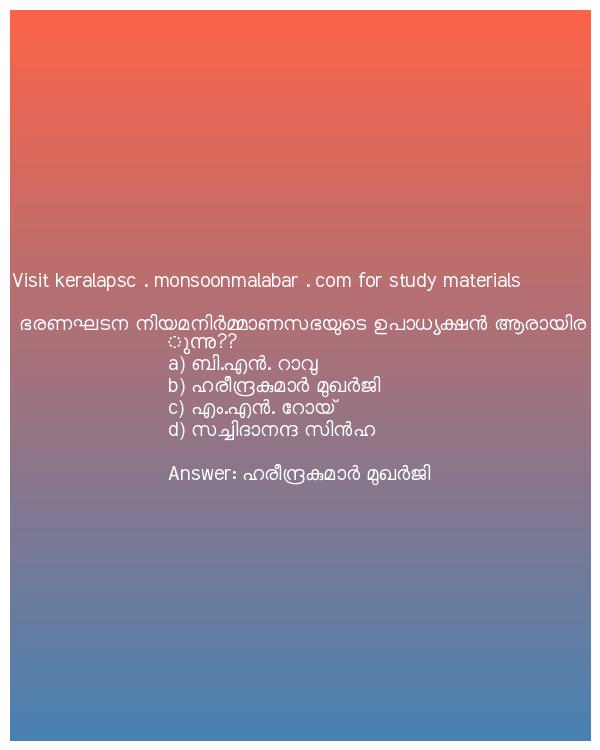 Visit keralapsc . monsoonmalabar . com for study materials
ഭരണഘടന നിയമനിർമ്മാണസഭയുടെ ഉപാധ്യക്ഷൻ ആരായിര
ുന്നു??
a) ബി.എൻ. റാവു
b) ഹരീന്ദ്രകുമാർ മുഖർജി
c) എം.എൻ. റോയ്
d) സച്ചിദാനന്ദ സിൻഹ
Answer: ഹരീന്ദ്രകുമാർ മുഖർജി